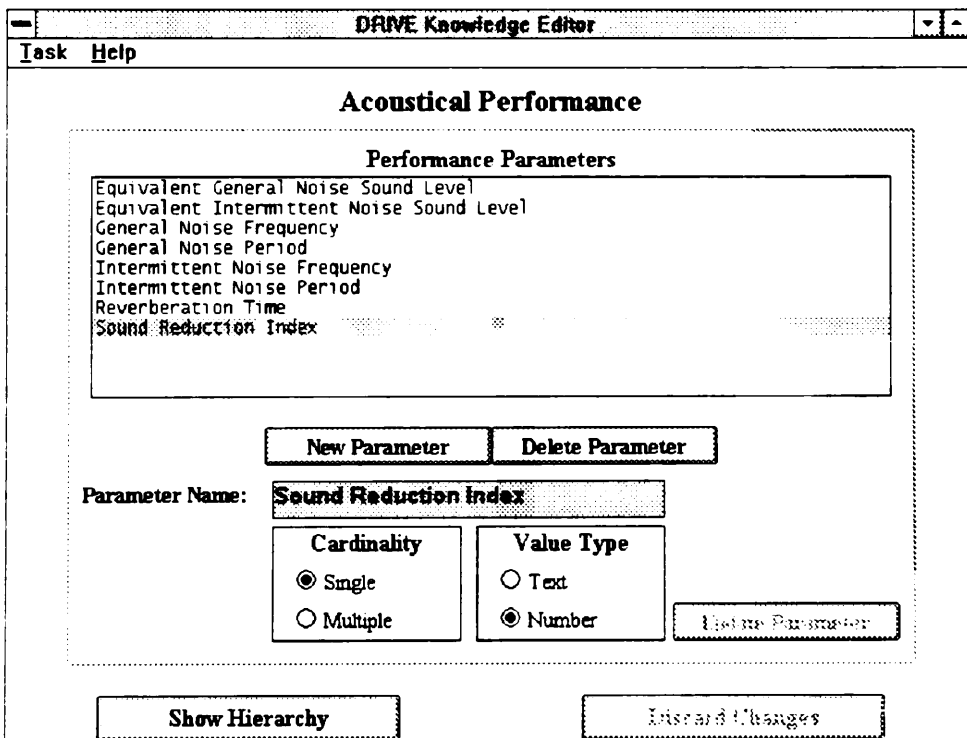 DRIVE Knowledge Editor
Task Help
Acoustical Performance
Performance Parameters
Equivalent General Noise Sound Level
Equivalent Intermittent Noise Sound Level
General Noise Frequency
General Noise Period
Intermittent Noise Frequency
Intermittent Noise Period
Reverberation Time
Sound Reduction Index
New Parameter Delete Parameter
Parameter Name: Sound Reduction Index
Cardinality Value Type
Single Text
Multiple Number
Parameter
Show Hierarchy Discard Changes